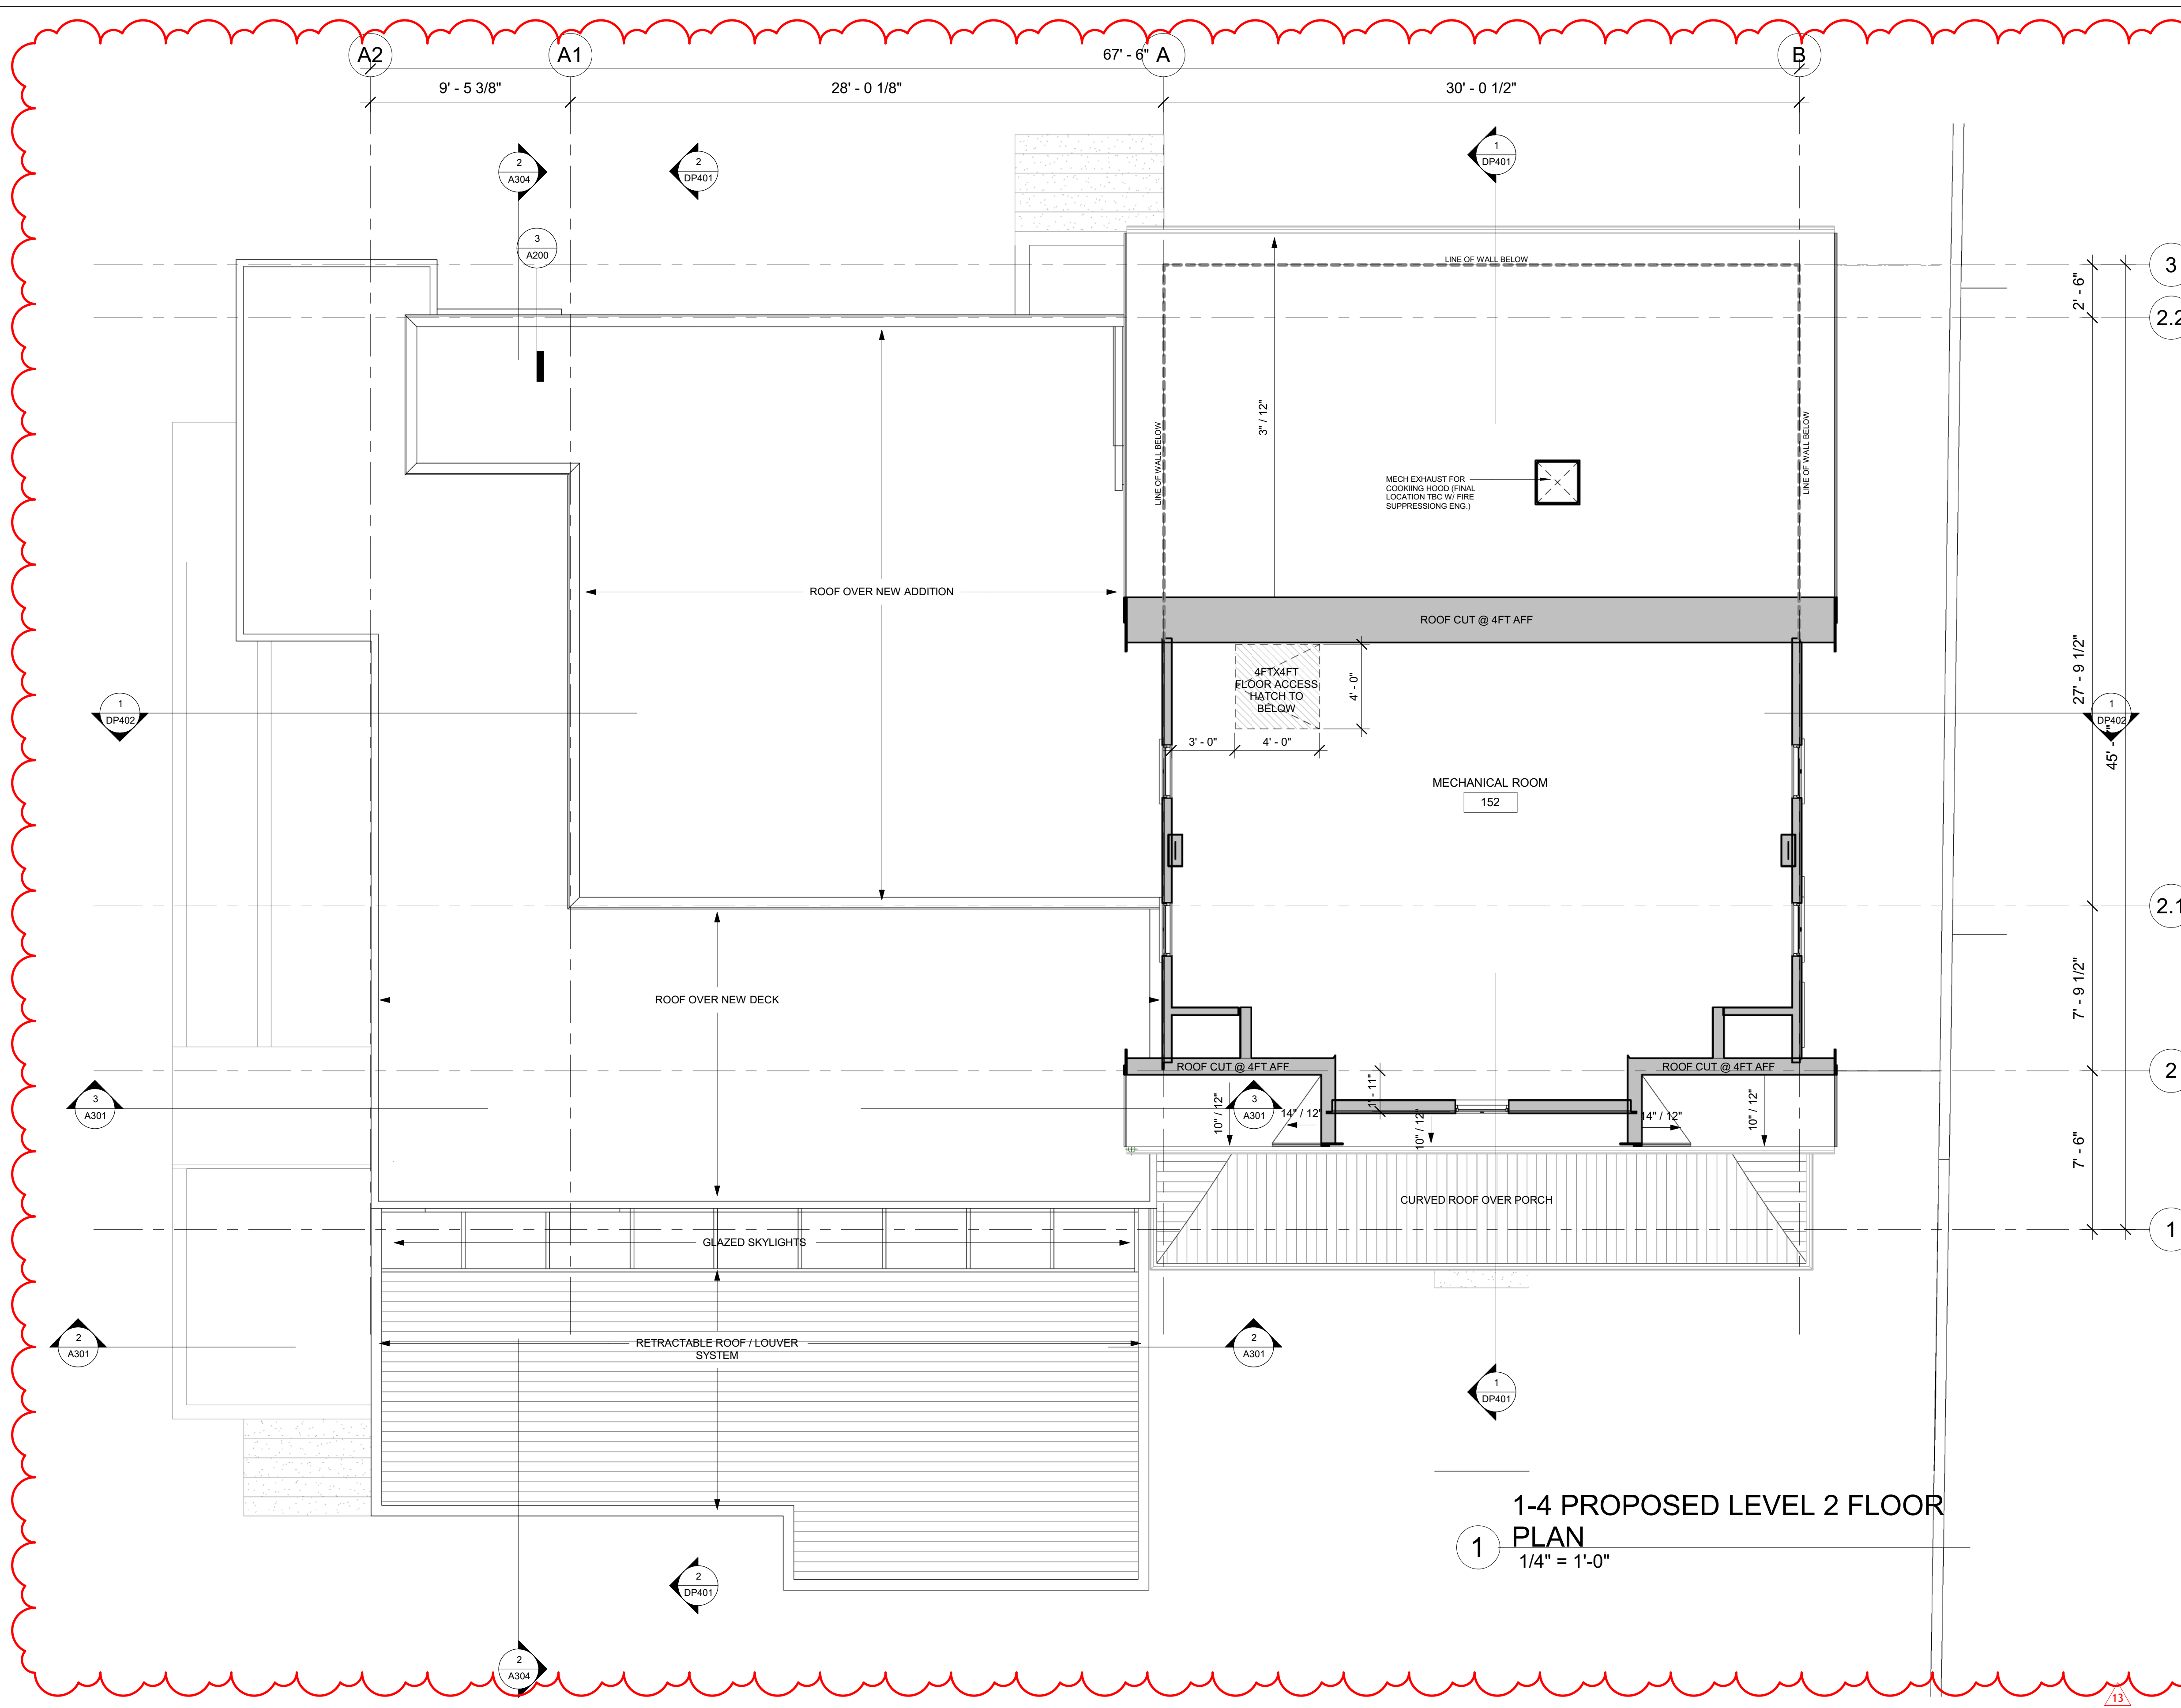 A2
A1
67' - 6"
A
B
9' - 5 3/8"
28' - 0 1/8"
30' - 0 1/2"
2
A304
2
DP401
1
DP401
3
A200
LINE OF WALL BELOW
3
2' - 6"
2.2
3" / 12"
LINE OF WALL BELOW
LINE OF WALL BELOW
MECH EXHAUST FOR
COOKIING HOOD (FINAL
LOCATION TBC W/ FIRE
SUPPRESSIONG ENG.)
ROOF OVER NEW ADDITION
ROOF CUT @ 4FT AFF
4FTX4FT
FLOOR ACCESS
HATCH TO
BELOW
4' - 0"
27' - 9 1/2"
1
DP402
1
DP402
45' -
3' - 0"
4' - 0"
MECHANICAL ROOM
152
2.1
ROOF OVER NEW DECK
7' - 9 1/2"
ROOF CUT @ 4FT AFF
ROOF CUT @ 4FT AFF
2
3
A301
10" / 12"
3
A301
14" / 12"
1' - 11"
10" / 12"
14" / 12"
10" / 12"
7' - 6"
CURVED ROOF OVER PORCH
1
GLAZED SKYLIGHTS
2
A301
RETRACTABLE ROOF / LOUVER
SYSTEM
2
A301
1
DP401
1-4 PROPOSED LEVEL 2 FLOOR
PLAN
1
1/4" = 1'-0"
2
DP401
2
A304
13